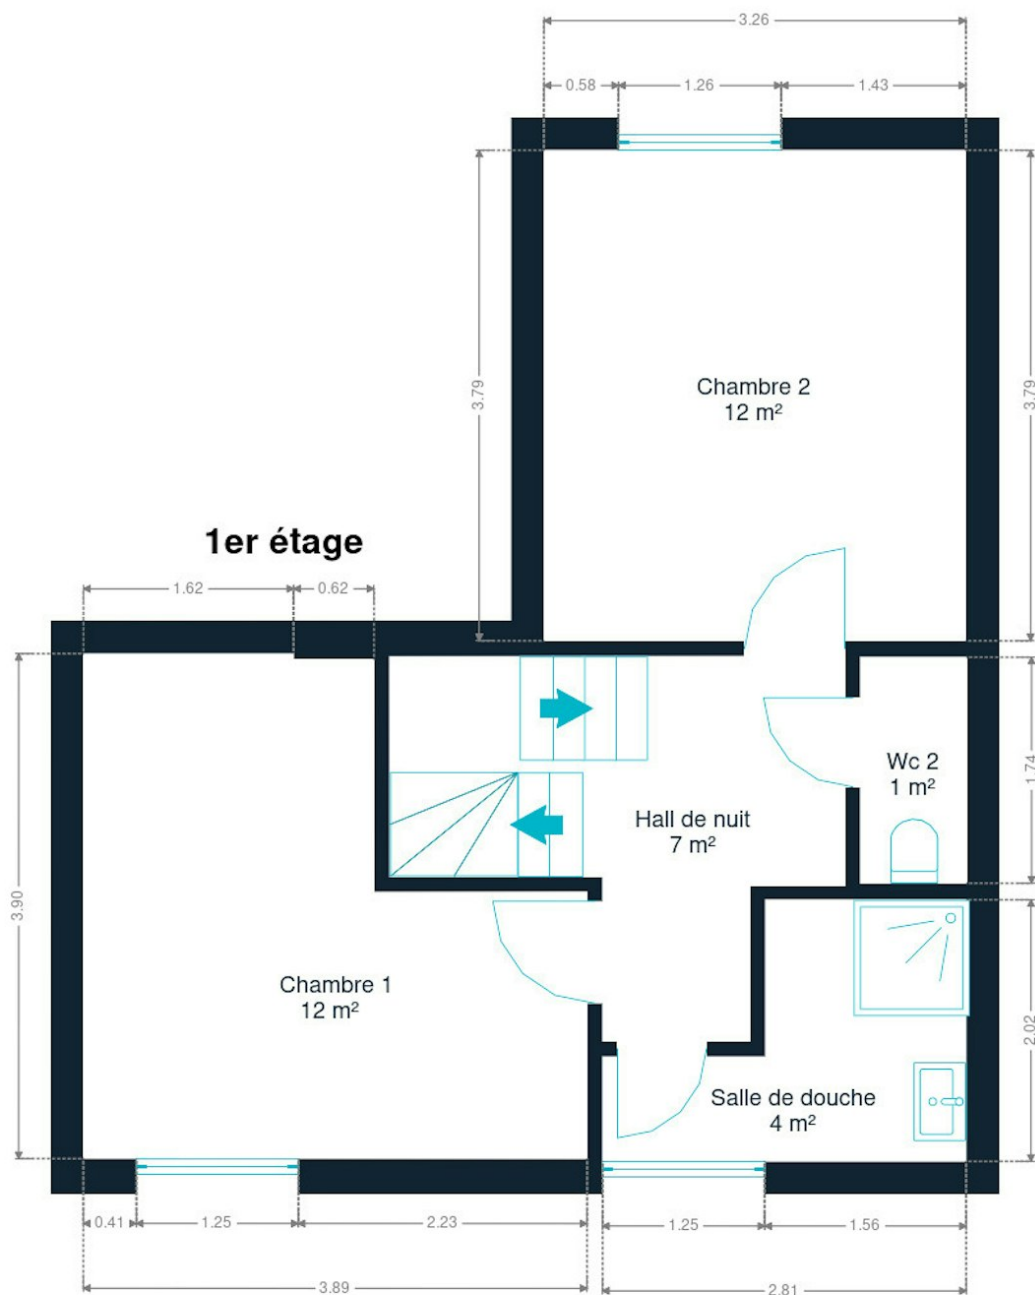 3.26
0.58
1.26
1.43
3.79
3.79
Chambre 2
12 m²
1er étage
1.62
0.62
3.90
1.74
Wc 2
1 m²
Hall de nuit
7 m²
Chambre 1
12 m²
2.02
Salle de douche
4 m²
0.41
1.25
2.23
1.25
1.56
3.89
2.81